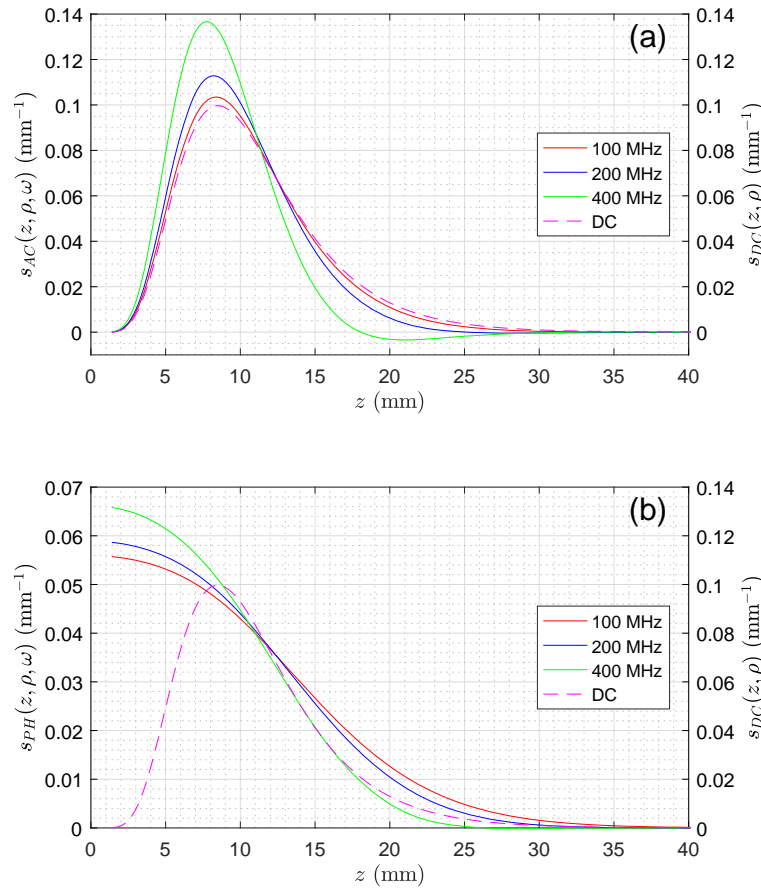 (a)
0.14
0.12
0.1
0.08
0.06
0.04
0.02
0
s_AC(z, ρ, ω) (mm⁻¹)
0.14
0.12
0.1
0.08
0.06
0.04
0.02
0
s_DC(z, ρ) (mm⁻¹)
100 MHz
200 MHz
400 MHz
DC
0 5 10 15 20 25 30 35 40
z (mm)
(b)
0.07
0.06
0.05
0.04
0.03
0.02
0.01
0
s_PH(z, ρ, ω) (mm⁻¹)
0.14
0.12
0.1
0.08
0.06
0.04
0.02
0
s_DC(z, ρ) (mm⁻¹)
100 MHz
200 MHz
400 MHz
DC
0 5 10 15 20 25 30 35 40
z (mm)